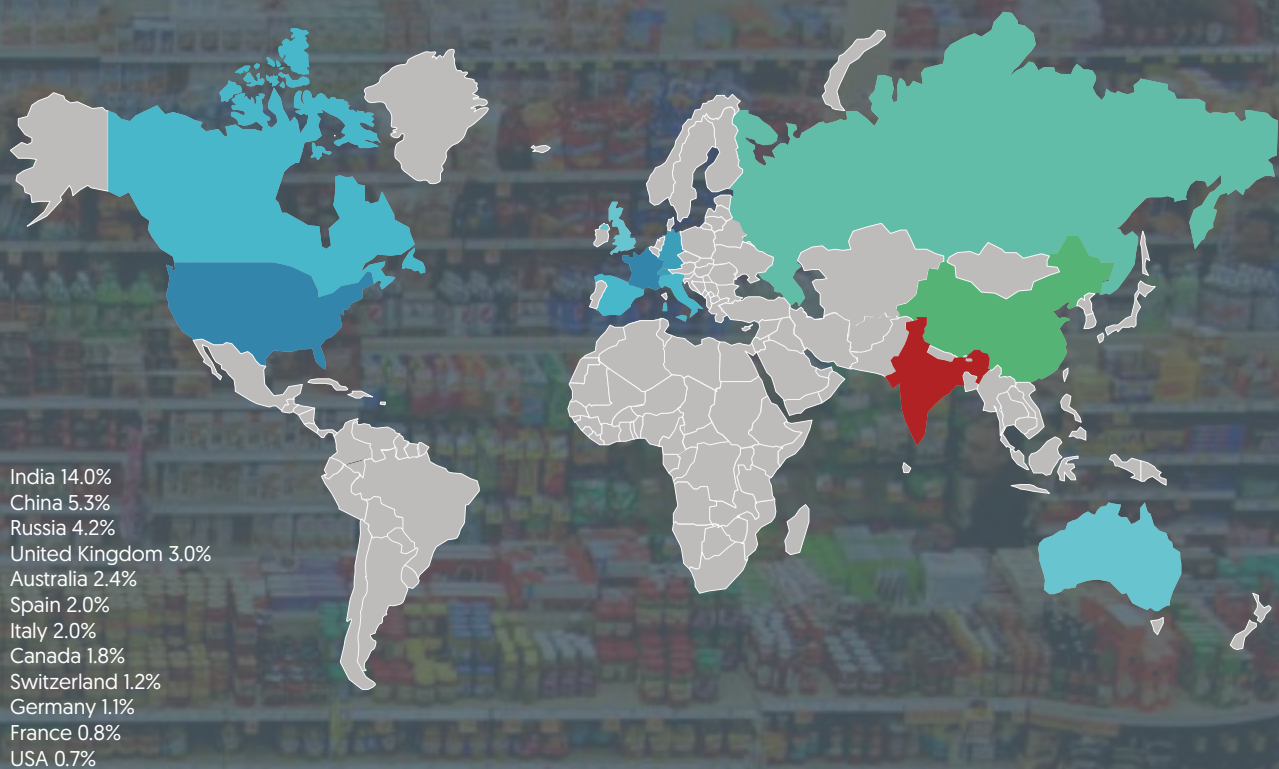 India 14.0%
China 5.3%
Russia 4.2%
United Kingdom 3.0%
Australia 2.4%
Spain 2.0%
Italy 2.0%
Canada 1.8%
Switzerland 1.2%
Germany 1.1%
France 0.8%
USA 0.7%